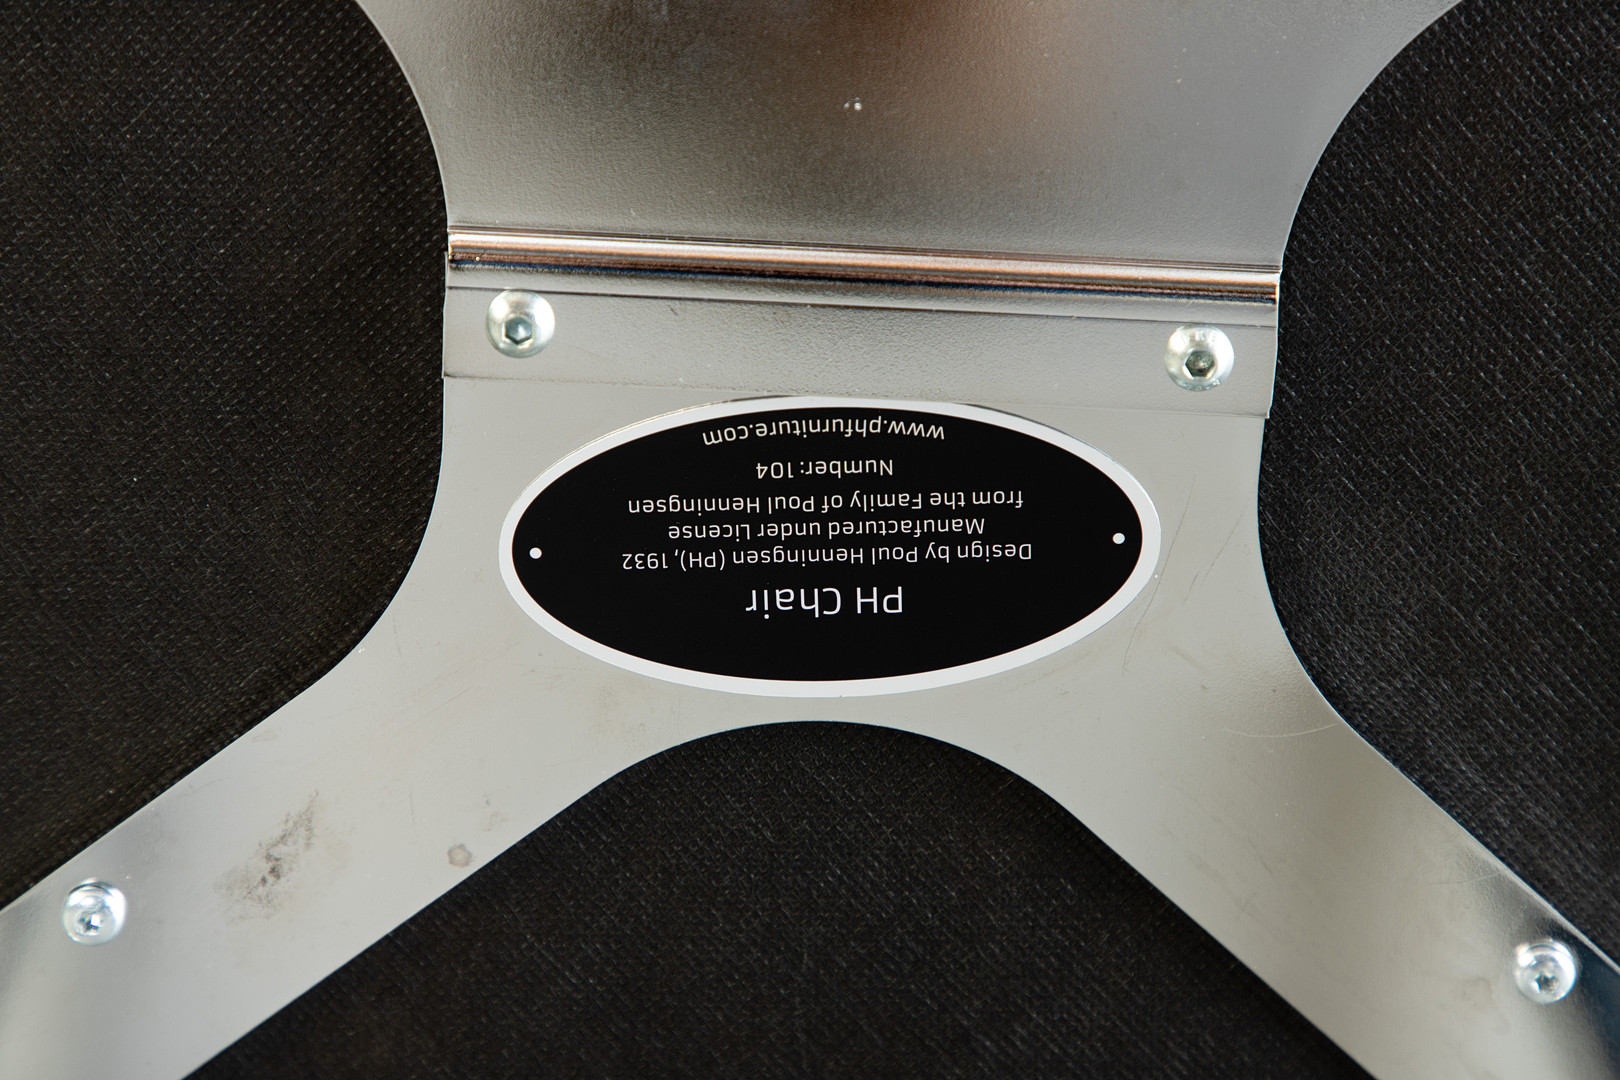 PH Chair
Design by Poul Henningsen (PH), 1932
Manufactured under License
from the Family of Poul Henningsen
Number: 104
www.phfurniture.com